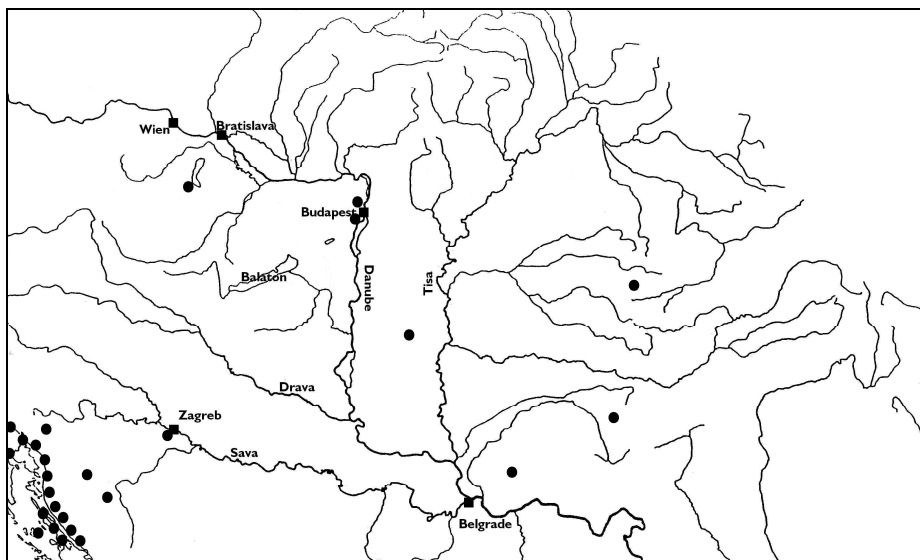 Wien
Bratislava
Budapest
Balaton
Danube
Tisa
Drava
Zagreb
Sava
Belgrade